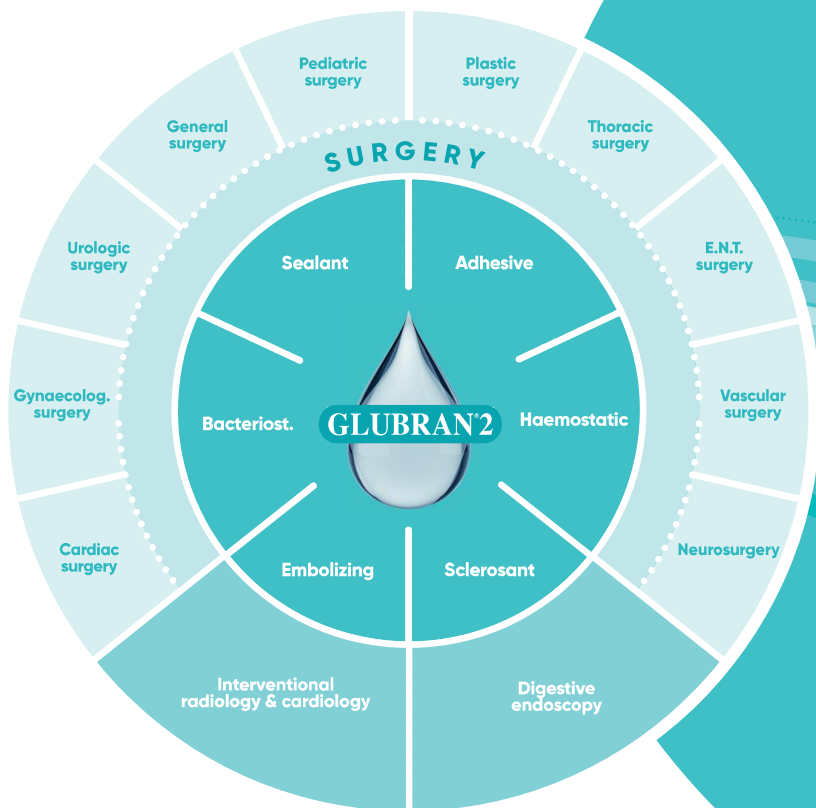 Pediatric
surgery
Plastic
surgery
General
surgery
Thoracic
surgery
SURGERY
Urologic
surgery
Sealant
Adhesive
E.N.T.
surgery
Gynaecolog.
surgery
Bacteriost.
GLUBRAN®2
Haemostatic
Vascular
surgery
Cardiac
surgery
Embolizing
Sclerosant
Neurosurgery
Interventional
radiology & cardiology
Digestive
endoscopy